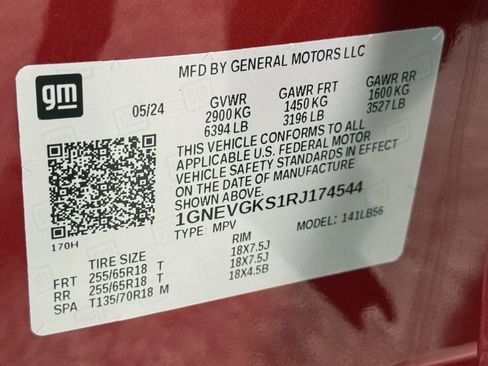 gm
MFD BY GENERAL MOTORS LLC
05/24
GVWR GAWR FRT GAWR RR
2900 KG 1450 KG 1600 KG
6394 LB 3196 LB 3527 LB
THIS VEHICLE CONFORMS TO ALL
APPLICABLE U.S. FEDERAL MOTOR
VEHICLE SAFETY STANDARDS IN EFFECT
ON THE DATE OF MANUFACTURE
SHOWN ABOVE.
1GNEVGKS1RJ174544
TYPE: MPV MODEL: 141LB56
170H
TIRE SIZE RIM
FRT 255/65R18 T 18X7.5J
RR 255/65R18 T 18X7.5J
SPA T135/70R18 M 18X4.5B